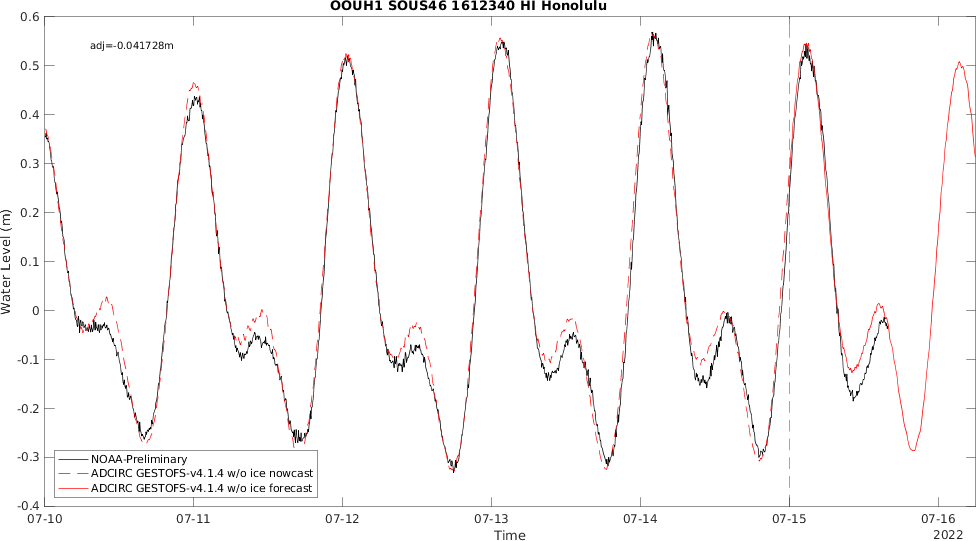 OOUH1 SOUS46 1612340 HI Honolulu
adj=-0.041728m
0.6
0.5
0.4
0.3
0.2
0.1
0
-0.1
-0.2
-0.3
-0.4
Water Level (m)
NOAA-Preliminary
ADCIRC GESTOFS-v4.1.4 w/o ice nowcast
ADCIRC GESTOFS-v4.1.4 w/o ice forecast
07-10 07-11 07-12 07-13 07-14 07-15 07-16
Time
2022